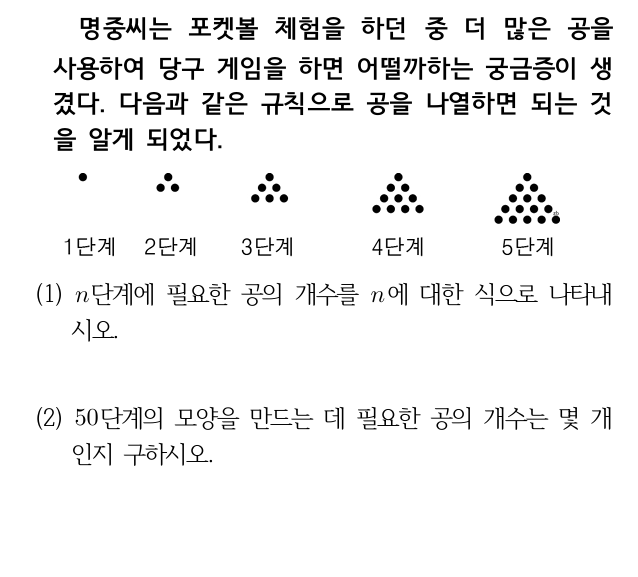 명중씨는 포켓볼 체험을 하던 중 더 많은 공을
사용하여 당구 게임을 하면 어떨까하는 궁금증이 생
겼다. 다음과 같은 규칙으로 공을 나열하면 되는 것
을 알게 되었다.
1단계 2단계 3단계 4단계 5단계
(1) n단계에 필요한 공의 개수를 n에 대한 식으로 나타내
시오.
(2) 50단계의 모양을 만드는 데 필요한 공의 개수는 몇 개
인지 구하시오.